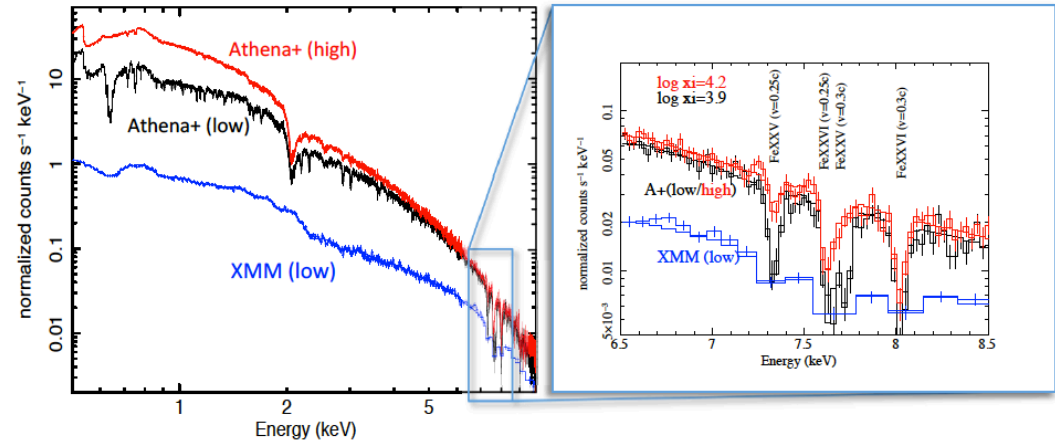 normalized counts s⁻¹ keV⁻¹
10
1
0.1
0.01
Athena+ (high)
Athena+ (low)
XMM (low)
1
2
5
Energy (keV)
normalized counts s⁻¹ keV⁻¹
0.1
0.05
0.02
0.01
5×10⁻³
log xi=4.2
log xi=3.9
FeXXV (v=0.25c)
FeXXVI (v=0.25c)
FeXXV (v=0.3c)
FeXXVI (v=0.3c)
A+(low/high)
XMM (low)
6.5
7
7.5
8
8.5
Energy (keV)